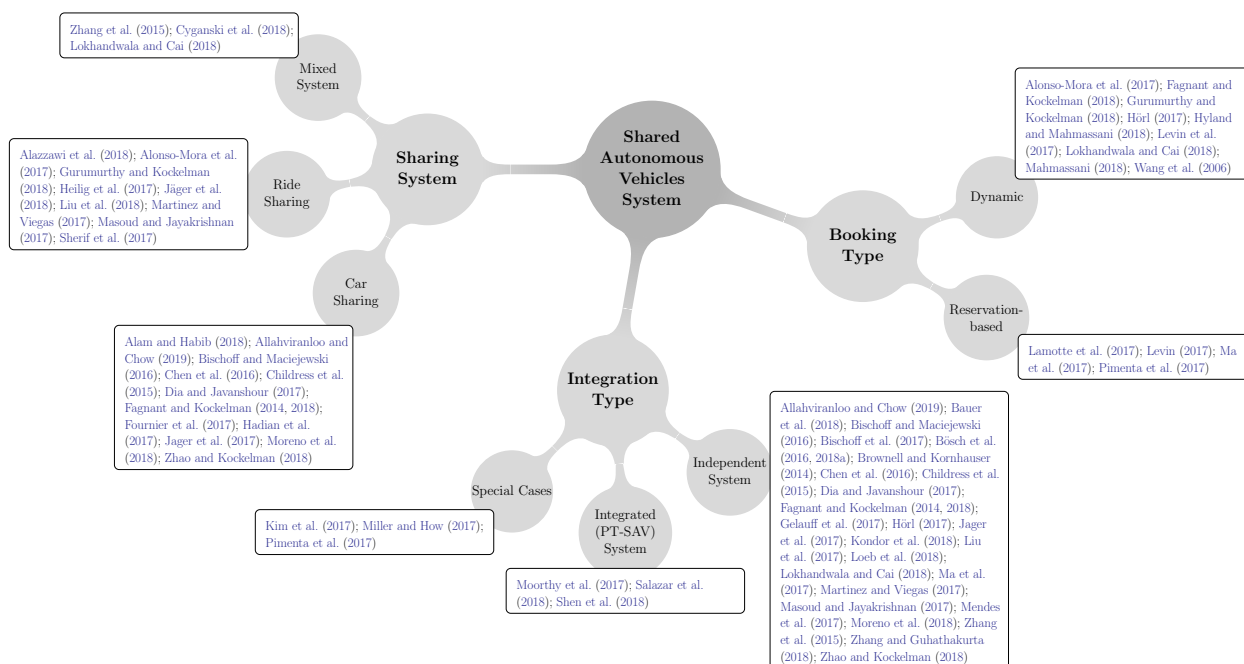 Zhang et al. (2015); Cyganski et al. (2018);
Lokhandwala and Cai (2018)
Mixed
System
Alazzawi et al. (2018); Alonso-Mora et al.
(2017); Gurumurthy and Kockelman
(2018); Heilig et al. (2017); Jäger et al.
(2018); Liu et al. (2018); Martinez and
Viegas (2017); Masoud and Jayakrishnan
(2017); Sherif et al. (2017)
Ride
Sharing
Sharing
System
Car
Sharing
Alam and Habib (2018); Allahviranloo and
Chow (2019); Bischoff and Maciejewski
(2016); Chen et al. (2016); Childress et al.
(2015); Dia and Javanshour (2017);
Fagnant and Kockelman (2014, 2018);
Fournier et al. (2017); Hadian et al.
(2017); Jager et al. (2017); Moreno et al.
(2018); Zhao and Kockelman (2018)
Shared
Autonomous
Vehicles
System
Alonso-Mora et al. (2017); Fagnant and
Kockelman (2018); Gurumurthy and
Kockelman (2018); Hörl (2017); Hyland
and Mahmassani (2018); Levin et al.
(2017); Lokhandwala and Cai (2018);
Mahmassani (2018); Wang et al. (2006)
Dynamic
Booking
Type
Reservation-
based
Lamotte et al. (2017); Levin (2017); Ma
et al. (2017); Pimenta et al. (2017)
Integration
Type
Special Cases
Kim et al. (2017); Miller and How (2017);
Pimenta et al. (2017)
Integrated
(PT-SAV)
System
Moorthy et al. (2017); Salazar et al.
(2018); Shen et al. (2018)
Independent
System
Allahviranloo and Chow (2019); Bauer
et al. (2018); Bischoff and Maciejewski
(2016); Bischoff et al. (2017); Bösch et al.
(2016, 2018a); Brownell and Kornhauser
(2014); Chen et al. (2016); Childress et al.
(2015); Dia and Javanshour (2017);
Fagnant and Kockelman (2014, 2018);
Gelauff et al. (2017); Hörl (2017); Jager
et al. (2017); Kondor et al. (2018); Liu
et al. (2017); Loeb et al. (2018);
Lokhandwala and Cai (2018); Ma et al.
(2017); Martinez and Viegas (2017);
Masoud and Jayakrishnan (2017); Mendes
et al. (2017); Moreno et al. (2018); Zhang
et al. (2015); Zhang and Guhathakurta
(2018); Zhao and Kockelman (2018)